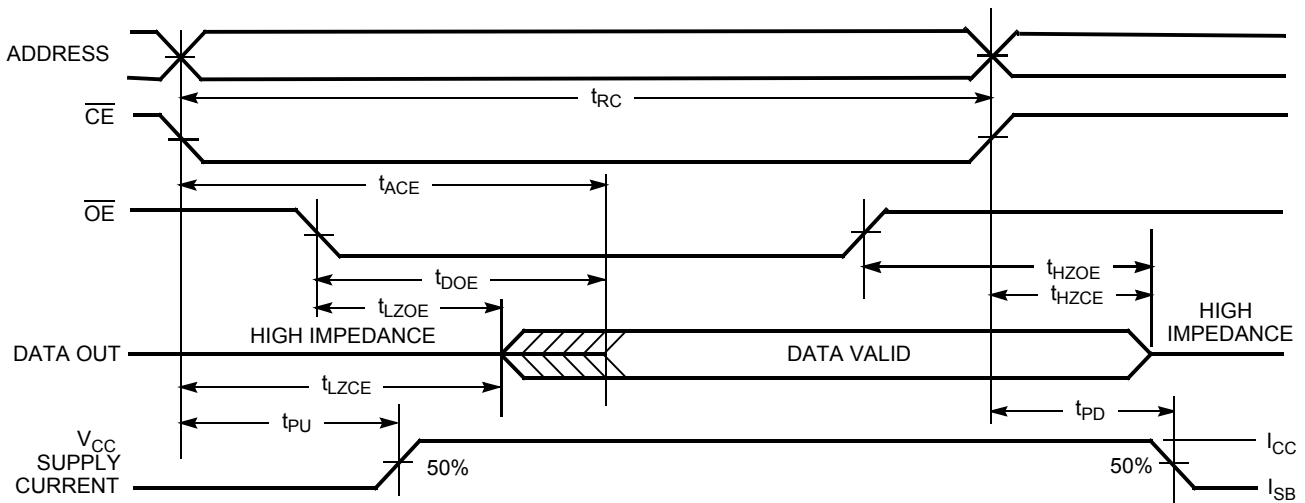 ADDRESS
tRC
CE
tACE
OE
tDOE
tHZOE
tLZOE
tHZCE
HIGH IMPEDANCE
HIGH
IMPEDANCE
DATA OUT
DATA VALID
tLZCE
tPU
tPD
VCC
SUPPLY
CURRENT
50%
50%
ICC
ISB